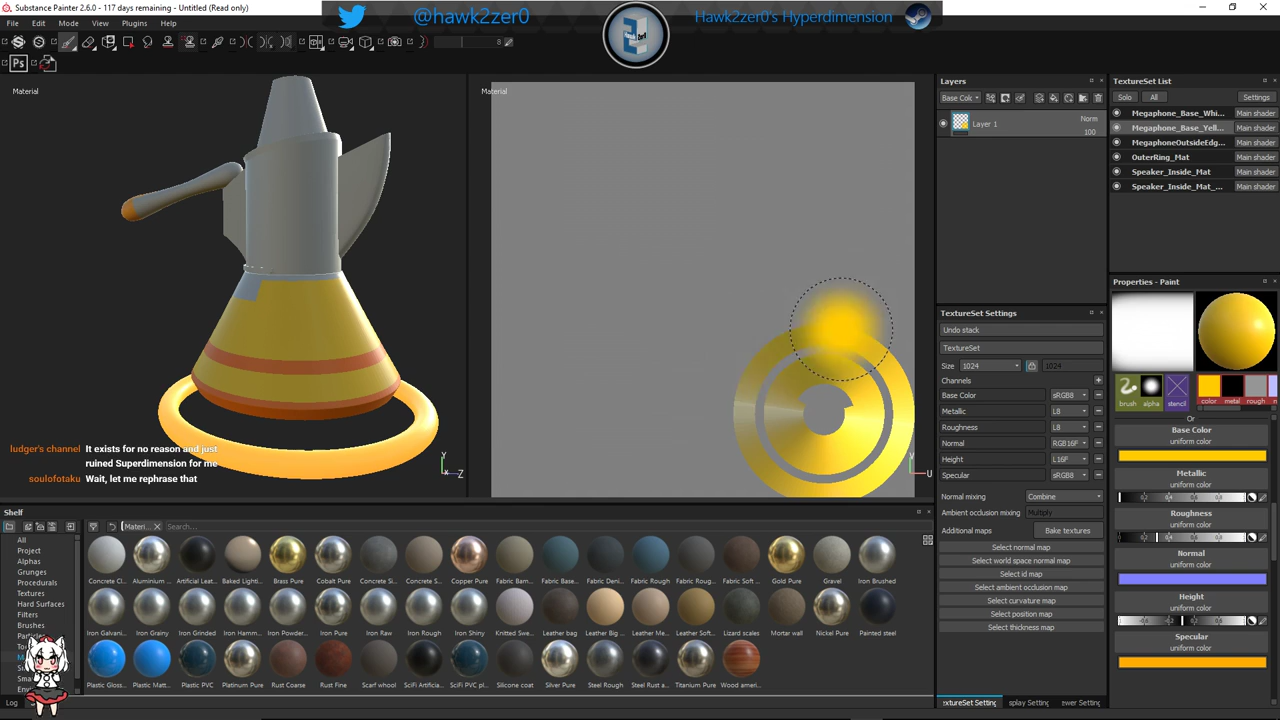 Substance Painter 2.6.0 - 117 days remaining - Untitled (Read only)
@hawk2zer0
Hawk2zer0's Hyperdimension
File Edit Mode View Plugins Help
8
Ps
Material
Material
ludger's channel It exists for no reason and just
ruined Superdimension for me
soulofotaku Wait, let me rephrase that
Y
Z
U
Layers
Base Colo
Layer 1
Norm
100
TextureSet Settings
Undo stack
TextureSet
Size 1024 1024
Channels
Base Color sRGB8
Metallic L8
Roughness L8
Normal RGB16F
Height L16F
Specular sRGB8
Normal mixing Combine
Ambient occlusion mixing Multiply
Additional maps Bake textures
Select normal map
Select world space normal map
Select id map
Select ambient occlusion map
Select curvature map
Select position map
Select thickness map
TextureSet List
Solo All Settings
Megaphone_Base_Whi... Main shader
Megaphone_Base_Yell... Main shader
MegaphoneOutsideEdg... Main shader
OuterRing_Mat Main shader
Speaker_Inside_Mat Main shader
Speaker_Inside_Mat_... Main shader
Properties - Paint
brush alpha stencil color metal rough
Or
Base Color
uniform color
Metallic
uniform color
Roughness
uniform color
Normal
uniform color
Height
uniform color
Specular
uniform color
Shelf
Materi... Search...
All
Project
Alphas
Grunges
Procedurals
Textures
Hard Surfaces
Filters
Brushes
Log
Concrete Cl... Aluminium ... Artificial Leat... Baked Lighti... Brass Pure Cobalt Pure Concrete Si... Concrete S... Copper Pure Fabric Bam... Fabric Base... Fabric Deni... Fabric Rough Fabric Roug... Fabric Soft ... Gold Pure Gravel Iron Brushed
Iron Galvani... Iron Grainy Iron Grinded Iron Hamm... Iron Powder... Iron Pure Iron Raw Iron Rough Iron Shiny Knitted Swe... Leather bag Leather Big ... Leather Me... Leather Soft... Lizard scales Mortar wall Nickel Pure Painted steel
Plastic Gloss... Plastic Matt... Plastic PVC Platinum Pure Rust Coarse Rust Fine Scarf wool SciFi Artificia... SciFi PVC pl... Silicone coat Silver Pure Steel Rough Steel Rust a... Titanium Pure Wood ameri...